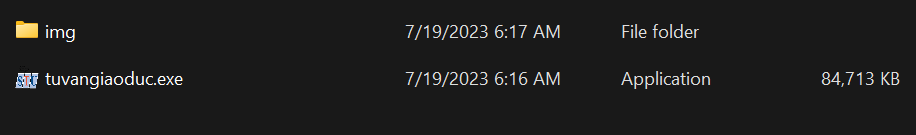 img 7/19/2023 6:17 AM File folder
tuvangiaoduc.exe 7/19/2023 6:16 AM Application 84,713 KB